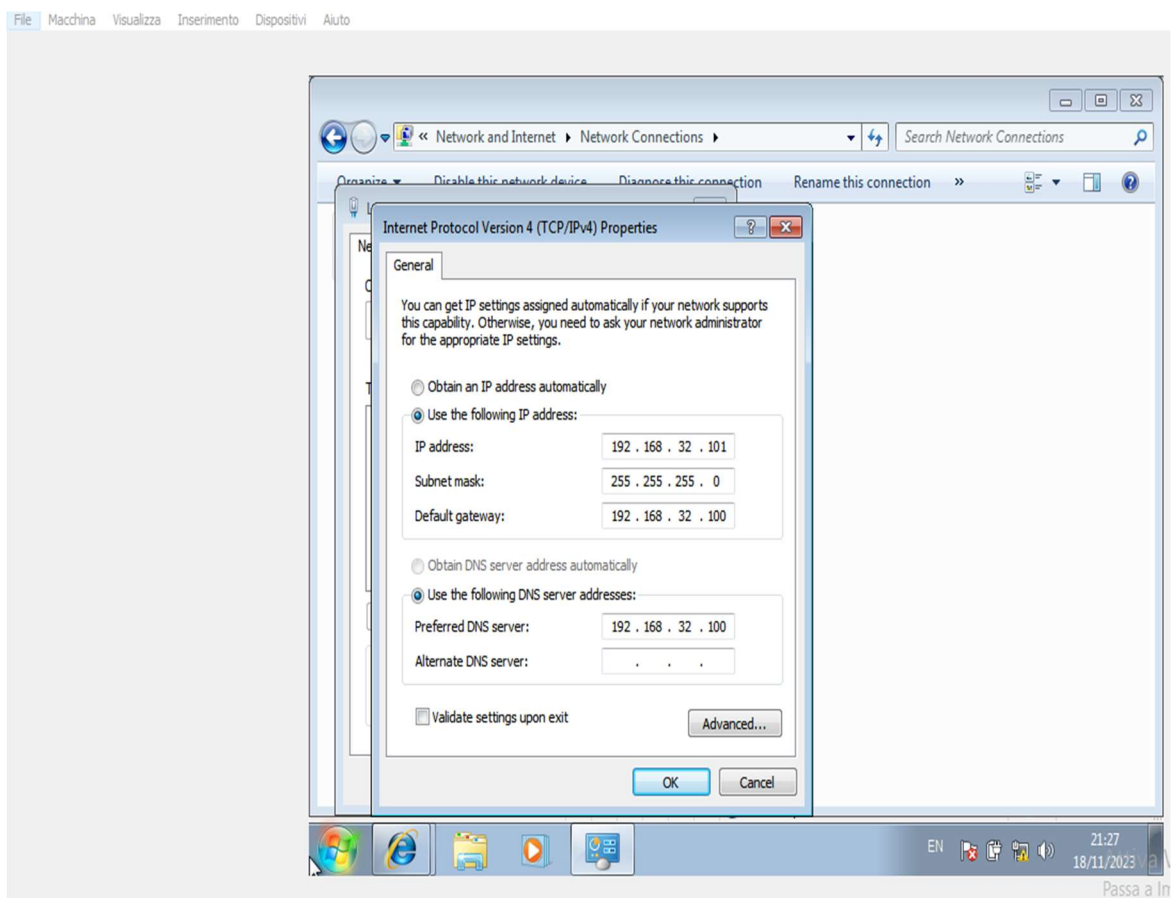 File Macchina Visualizza Inserimento Dispositivi Aiuto
« Network and Internet Network Connections
Search Network Connections
Organize Disable this network device Diagnose this connection Rename this connection »
Internet Protocol Version 4 (TCP/IPv4) Properties
General
You can get IP settings assigned automatically if your network supports
this capability. Otherwise, you need to ask your network administrator
for the appropriate IP settings.
Obtain an IP address automatically
Use the following IP address:
IP address: 192 . 168 . 32 . 101
Subnet mask: 255 . 255 . 255 . 0
Default gateway: 192 . 168 . 32 . 100
Obtain DNS server address automatically
Use the following DNS server addresses:
Preferred DNS server: 192 . 168 . 32 . 100
Alternate DNS server: . . .
Validate settings upon exit
Advanced...
OK Cancel
EN 21:27
18/11/2023
Passa a Im